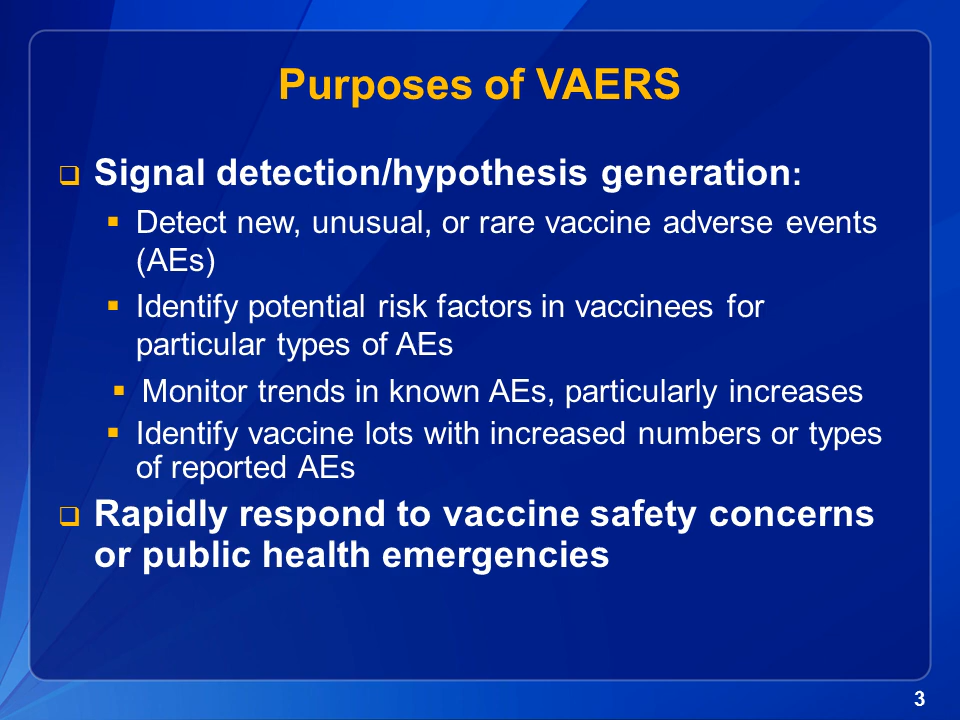 Purposes of VAERS
Signal detection/hypothesis generation:
Detect new, unusual, or rare vaccine adverse events
(AEs)
Identify potential risk factors in vaccinees for
particular types of AEs
Monitor trends in known AEs, particularly increases
Identify vaccine lots with increased numbers or types
of reported AEs
Rapidly respond to vaccine safety concerns
or public health emergencies
3